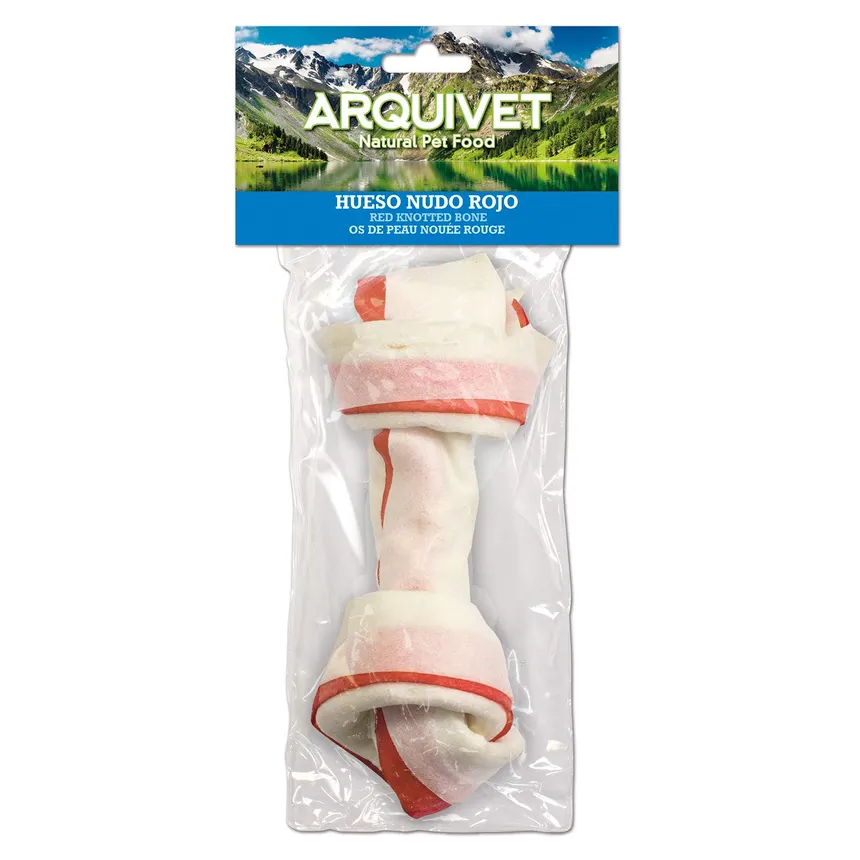 ARQUIVET
Natural Pet Food
HUESO NUDO ROJO
RED KNOTTED BONE
OS DE PEAU NOUÉE ROUGE